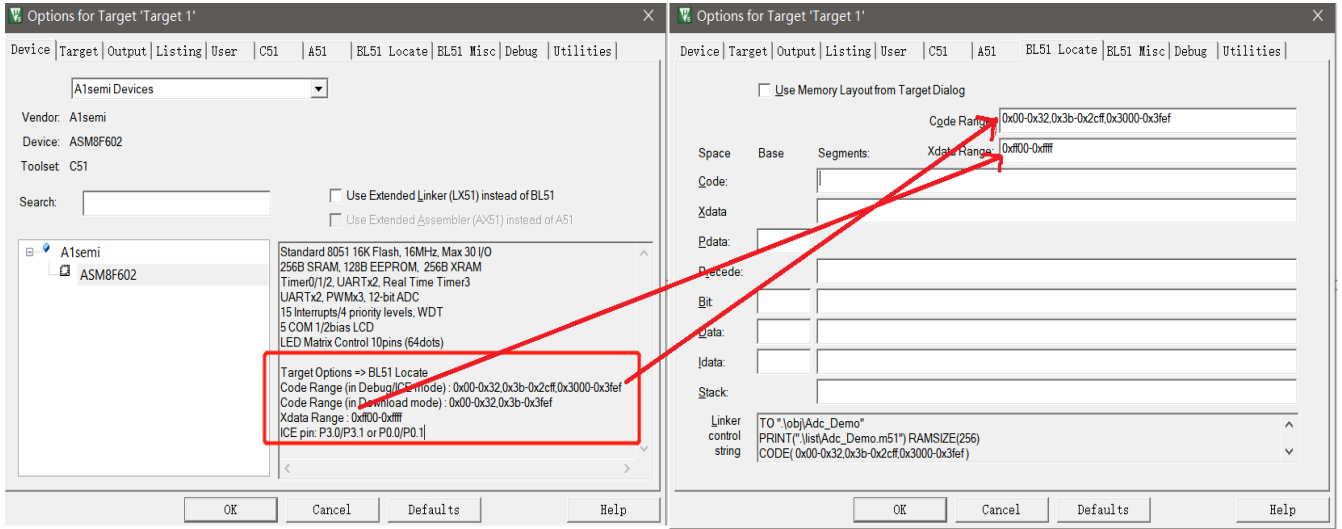 Options for Target 'Target 1'
Device Target Output Listing User C51 A51 BL51 Locate BL51 Misc Debug Utilities
A1semi Devices
Vendor: A1semi
Device: ASM8F602
Toolset: C51
Search:
Use Extended Linker (LX51) instead of BL51
Use Extended Assembler (AX51) instead of A51
A1semi
ASM8F602
Standard 8051 16K Flash, 16MHz, Max 30 I/O
256B SRAM, 128B EEPROM, 256B XRAM
Timer0/1/2, UARTx2, Real Time Timer3
UARTx2, PWMx3, 12-bit ADC
15 Interrupts/4 priority levels, WDT
5 COM 1/2bias LCD
LED Matrix Control 10pins (64dots)
Target Options => BL51 Locate
Code Range (in Debug/ICE mode) : 0x00-0x32,0x3b-0x2cff,0x3000-0x3fef
Code Range (in Download mode) : 0x00-0x32,0x3b-0x3fef
Xdata Range : 0xff00-0xffff
ICE pin: P3.0/P3.1 or P0.0/P0.1
OK Cancel Defaults Help
Options for Target 'Target 1'
Device Target Output Listing User C51 A51 BL51 Locate BL51 Misc Debug Utilities
Use Memory Layout from Target Dialog
Code Range: 0x00-0x32,0x3b-0x2cff,0x3000-0x3fef
Space Base Segments: Xdata Range: 0xff00-0xffff
Code:
Xdata
Pdata:
Precede:
Bit
Data:
Idata:
Stack:
Linker control string
TO ".\obj\Adc_Demo"
PRINT(".\list\Adc_Demo.m51") RAMSIZE(256)
CODE( 0x00-0x32,0x3b-0x2cff,0x3000-0x3fef )
OK Cancel Defaults Help